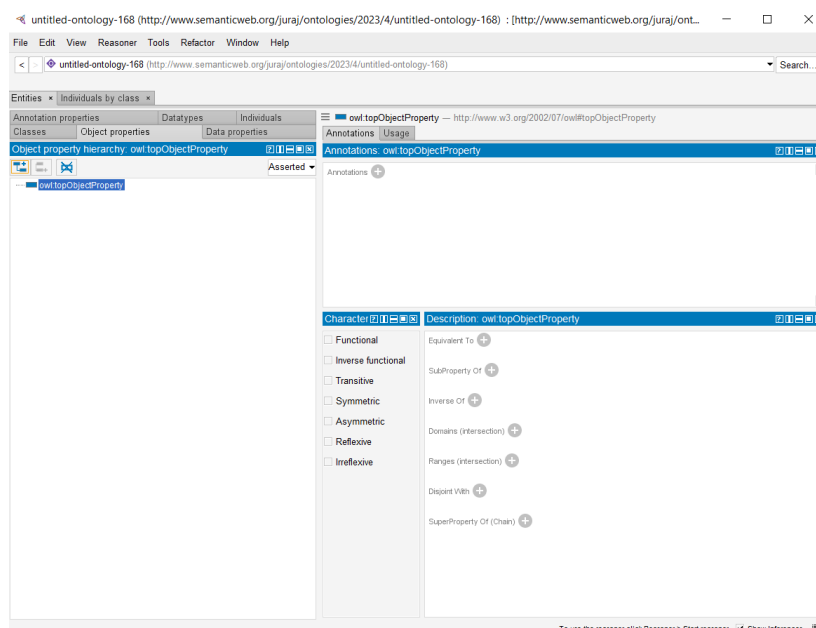 untitled-ontology-168 (http://www.semanticweb.org/juraj/ontologies/2023/4/untitled-ontology-168) : [http://www.semanticweb.org/juraj/ont...
File Edit View Reasoner Tools Refactor Window Help
< > untitled-ontology-168 (http://www.semanticweb.org/juraj/ontologies/2023/4/untitled-ontology-168) Search...
Entities × Individuals by class ×
Annotation properties Datatypes Individuals
Classes Object properties Data properties
Object property hierarchy: owl:topObjectProperty
Asserted
owl:topObjectProperty
owl:topObjectProperty — http://www.w3.org/2002/07/owl#topObjectProperty
Annotations Usage
Annotations: owl:topObjectProperty
Annotations
Character
Functional
Inverse functional
Transitive
Symmetric
Asymmetric
Reflexive
Irreflexive
Description: owl:topObjectProperty
Equivalent To
SubProperty Of
Inverse Of
Domains (intersection)
Ranges (intersection)
Disjoint With
SuperProperty Of (Chain)